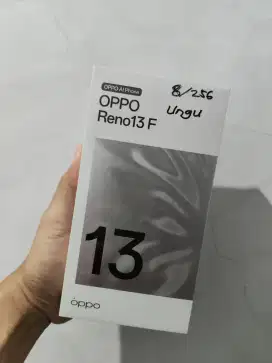 OPPO AI Phone
8/256
OPPO
Reno13 F
Ungu
13
oppo